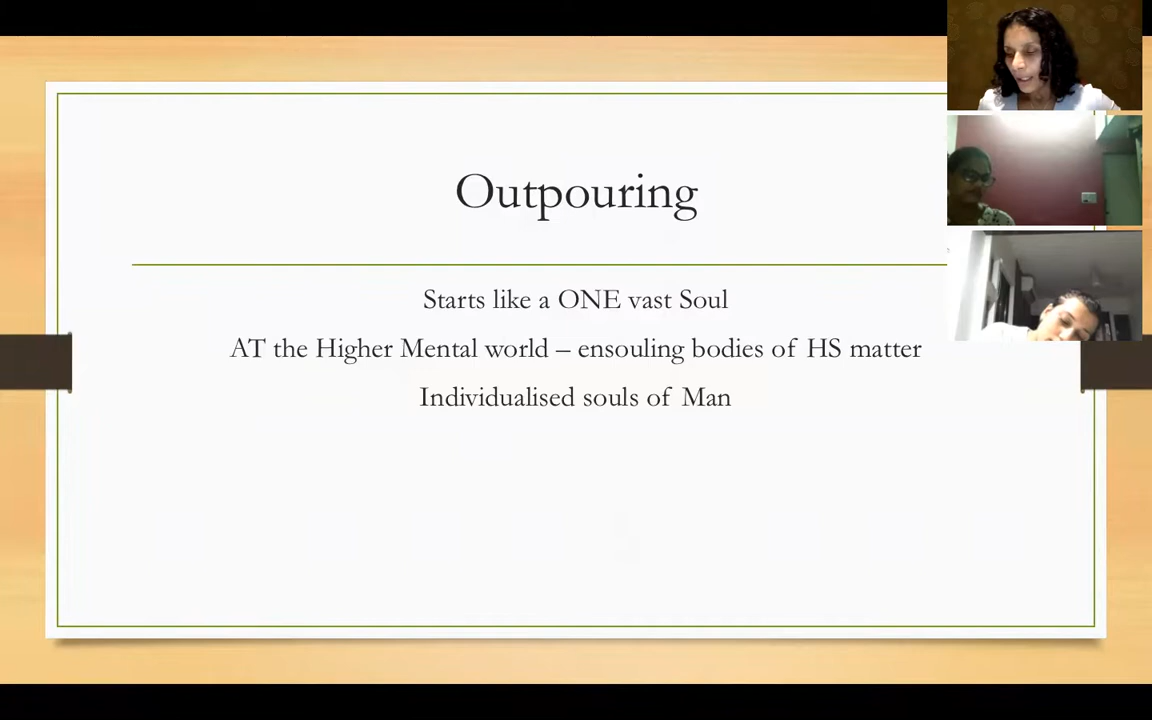 Outpouring
Starts like a ONE vast Soul
AT the Higher Mental world – ensouling bodies of HS matter
Individualised souls of Man